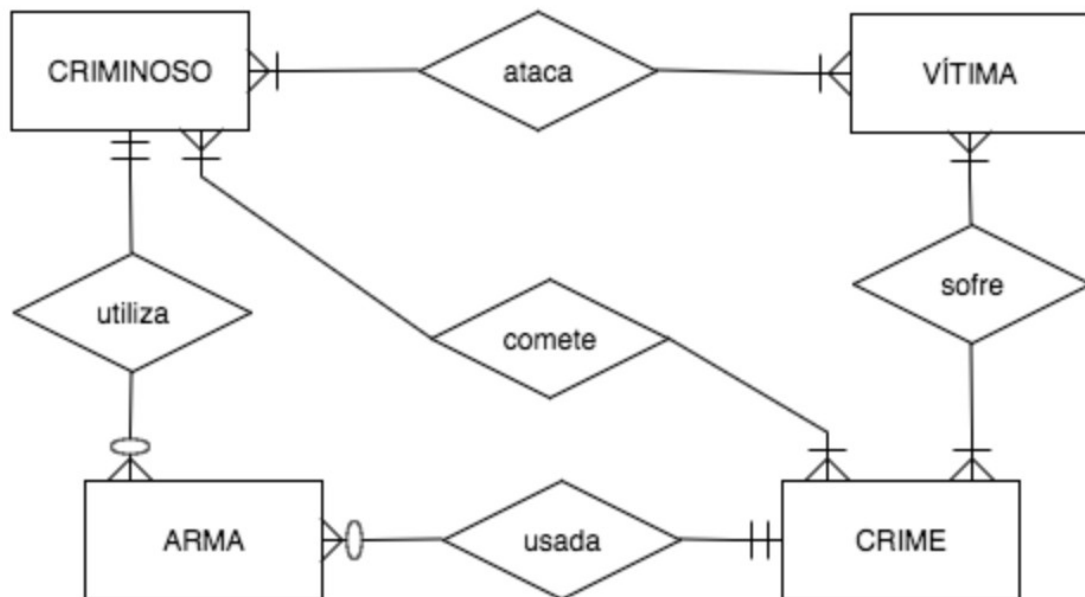 CRIMINOSO
ataca
VÍTIMA
utiliza
comete
sofre
ARMA
usada
CRIME